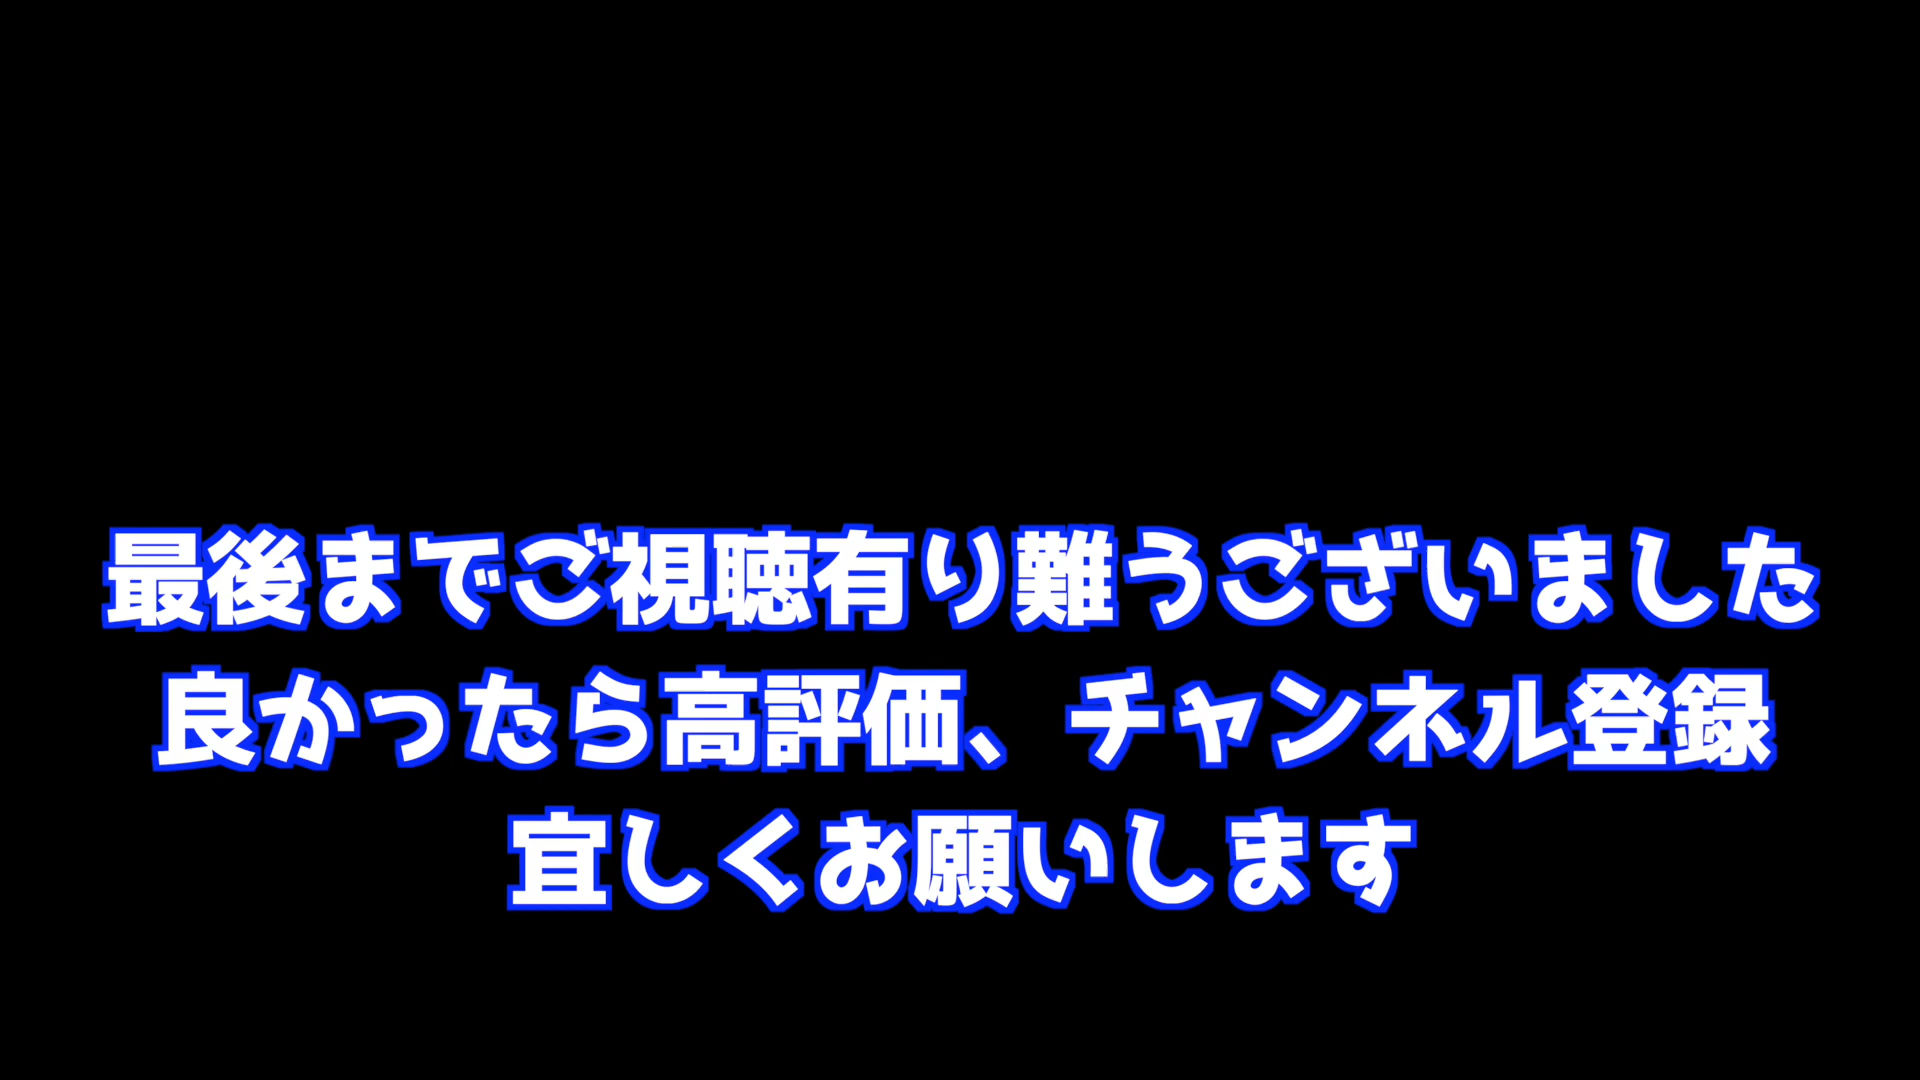 最後までご視聴有り難うございました
良かったら高評価、チャンネル登録
宜しくお願いします